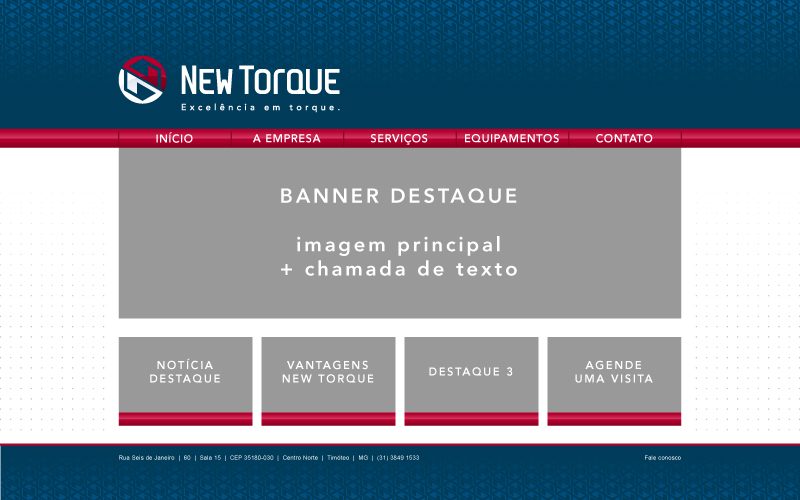 NEW TORQUE
Excelência em torque.
INÍCIO
A EMPRESA
SERVIÇOS
EQUIPAMENTOS
CONTATO
BANNER DESTAQUE
imagem principal
+ chamada de texto
NOTÍCIA
DESTAQUE
VANTAGENS
NEW TORQUE
DESTAQUE 3
AGENDE
UMA VISITA
Rua Seis de Janeiro | 60 | Sala 15 | CEP 35180-030 | Centro Norte | Timóteo | MG | (31) 3849 1533
Fale conosco